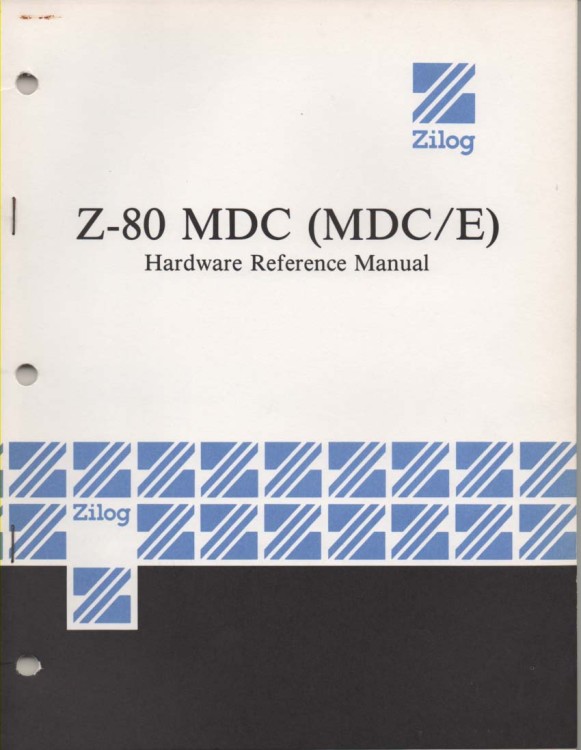 Zilog
Z-80 MDC (MDC/E)
Hardware Reference Manual
Zilog